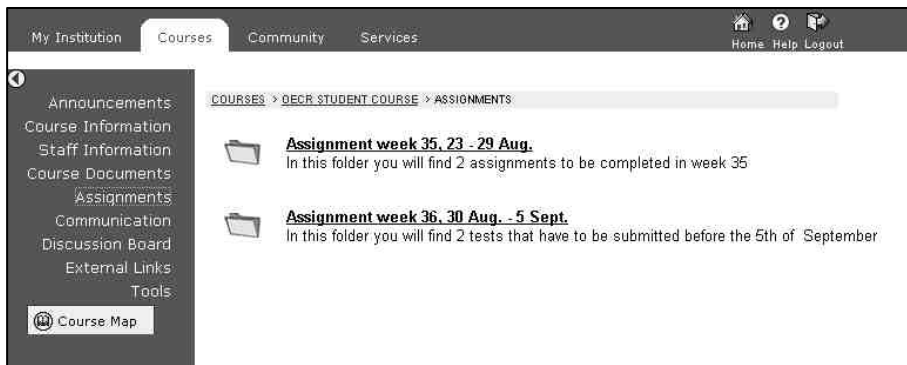 My Institution
Courses
Community
Services
Home Help Logout
Announcements
Course Information
Staff Information
Course Documents
Assignments
Communication
Discussion Board
External Links
Tools
Course Map
COURSES > OECR STUDENT COURSE > ASSIGNMENTS
Assignment week 35, 23 - 29 Aug.
In this folder you will find 2 assignments to be completed in week 35
Assignment week 36, 30 Aug. - 5 Sept.
In this folder you will find 2 tests that have to be submitted before the 5th of September